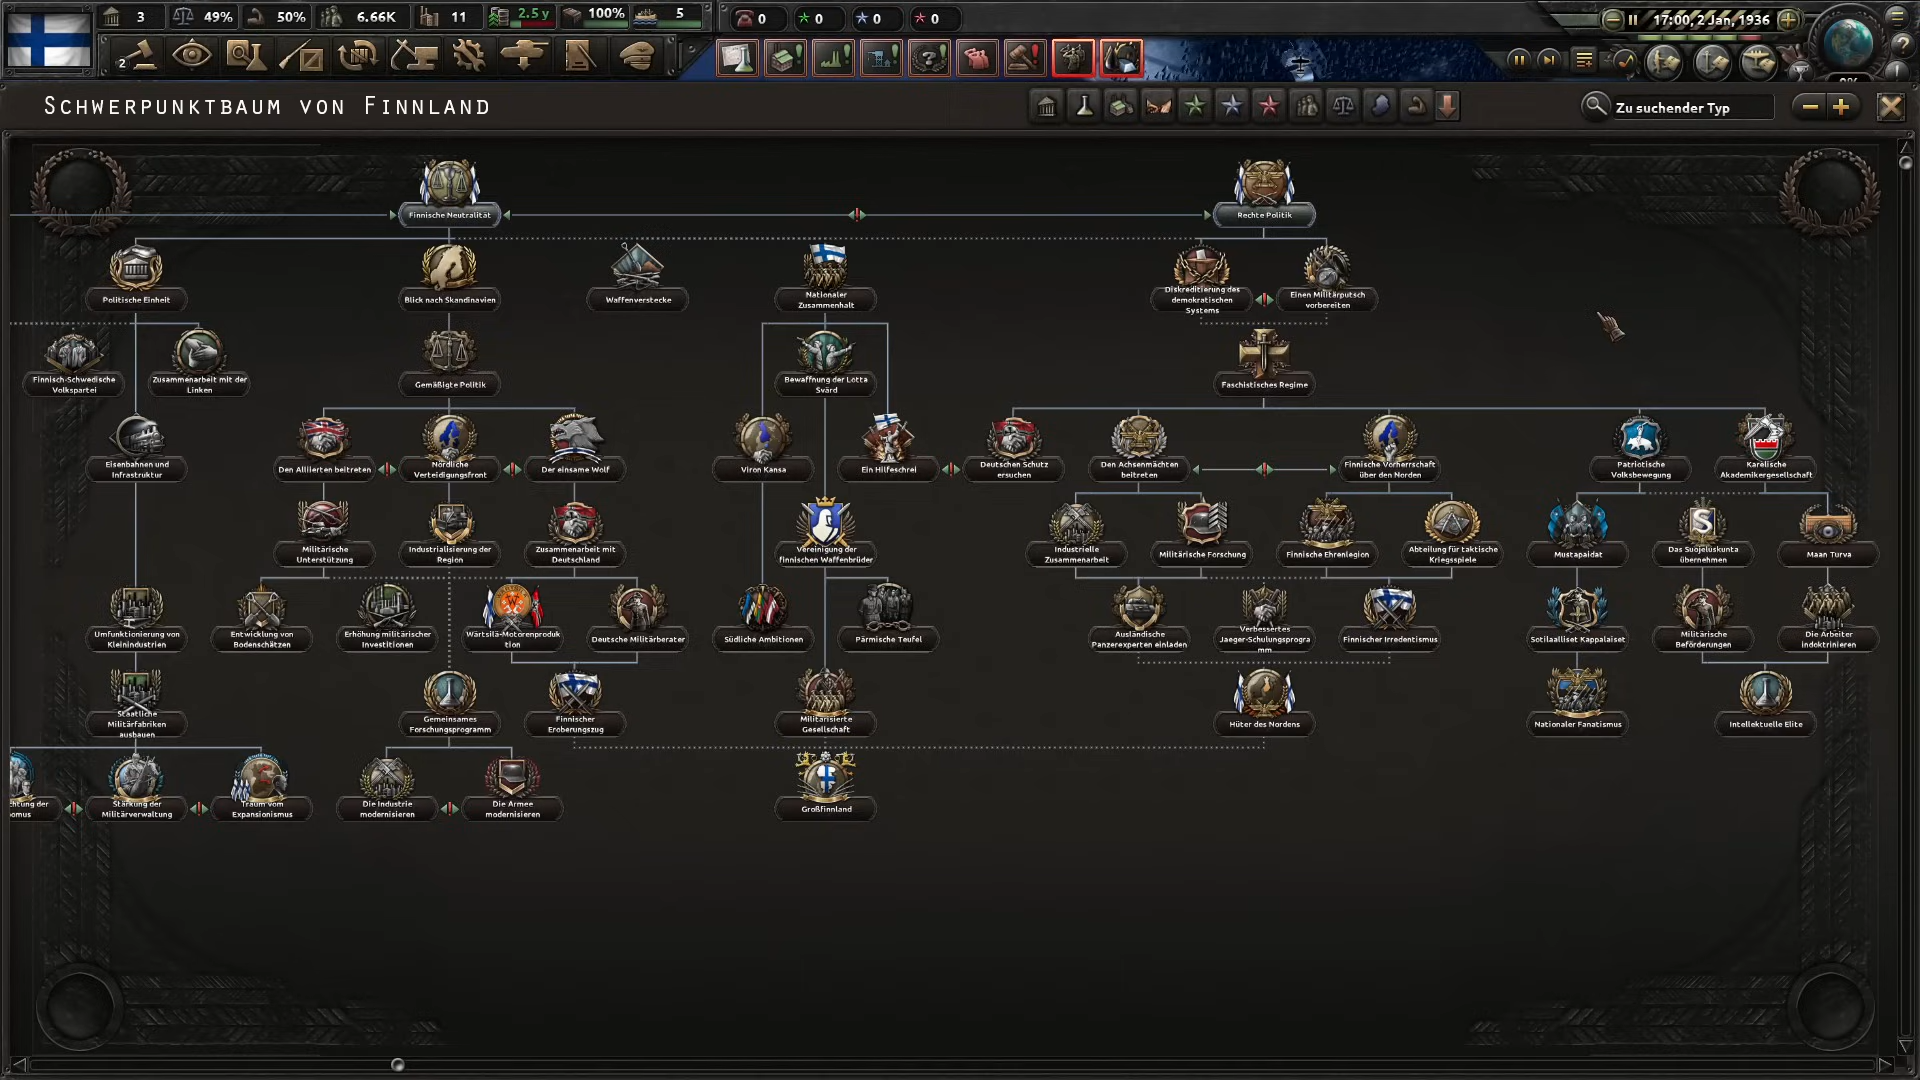 3
49%
50%
6.66K
11
2.5 y
100%
5
0
0
0
0
17:00, 2 Jan, 1936
2
Schwerpunktbaum von Finnland
Zu suchender Typ
Finnische Neutralität
Rechte Politik
Politische Einheit
Blick nach Skandinavien
Waffenverstecke
Nationaler
Zusammenhalt
Diskreditierung des
demokratischen
Systems
Einen Militärputsch
vorbereiten
Finnisch-Schwedische
Volkspartei
Zusammenarbeit mit der
Linken
Gemäßigte Politik
Bewaffnung der Lotta
Svärd
Faschistisches Regime
Eisenbahnen und
Infrastruktur
Den Alliierten beitreten
Nördliche
Verteidigungsfront
Der einsame Wolf
Viron Kansa
Ein Hilfeschrei
Deutschen Schutz
ersuchen
Den Achsenmächten
beitreten
Finnische Vorherrschaft
über den Norden
Patriotische
Volksbewegung
Karelische
Akademikergesellschaft
Militärische
Unterstützung
Industrialisierung der
Region
Zusammenarbeit mit
Deutschland
Vereinigung der
finnischen Waffenbrüder
Industrielle
Zusammenarbeit
Militärische Forschung
Finnische Ehrenlegion
Abteilung für taktische
Kriegsspiele
Mustapaidat
Das Suojeluskunta
übernehmen
Maan Turva
Umfunktionierung von
Kleinindustrien
Entwicklung von
Bodenschätzen
Erhöhung militärischer
Investitionen
Wärtsilä-Motorenproduk
tion
Deutsche Militärberater
Südliche Ambitionen
Pärmische Teufel
Ausländische
Panzerexperten einladen
Verbessertes
Jaeger-Schulungsprogra
mm
Finnischer Irredentismus
Sotilaalliset Kappalaiset
Militärische
Beförderungen
Die Arbeiter
indoktrinieren
Staatliche
Militärfabriken
ausbauen
Gemeinsames
Forschungsprogramm
Finnischer
Eroberungszug
Militarisierte
Gesellschaft
Hüter des Nordens
Nationaler Fanatismus
Intellektuelle Elite
Stärkung der
Militärverwaltung
Traum vom
Expansionismus
Die Industrie
modernisieren
Die Armee
modernisieren
Großfinnland